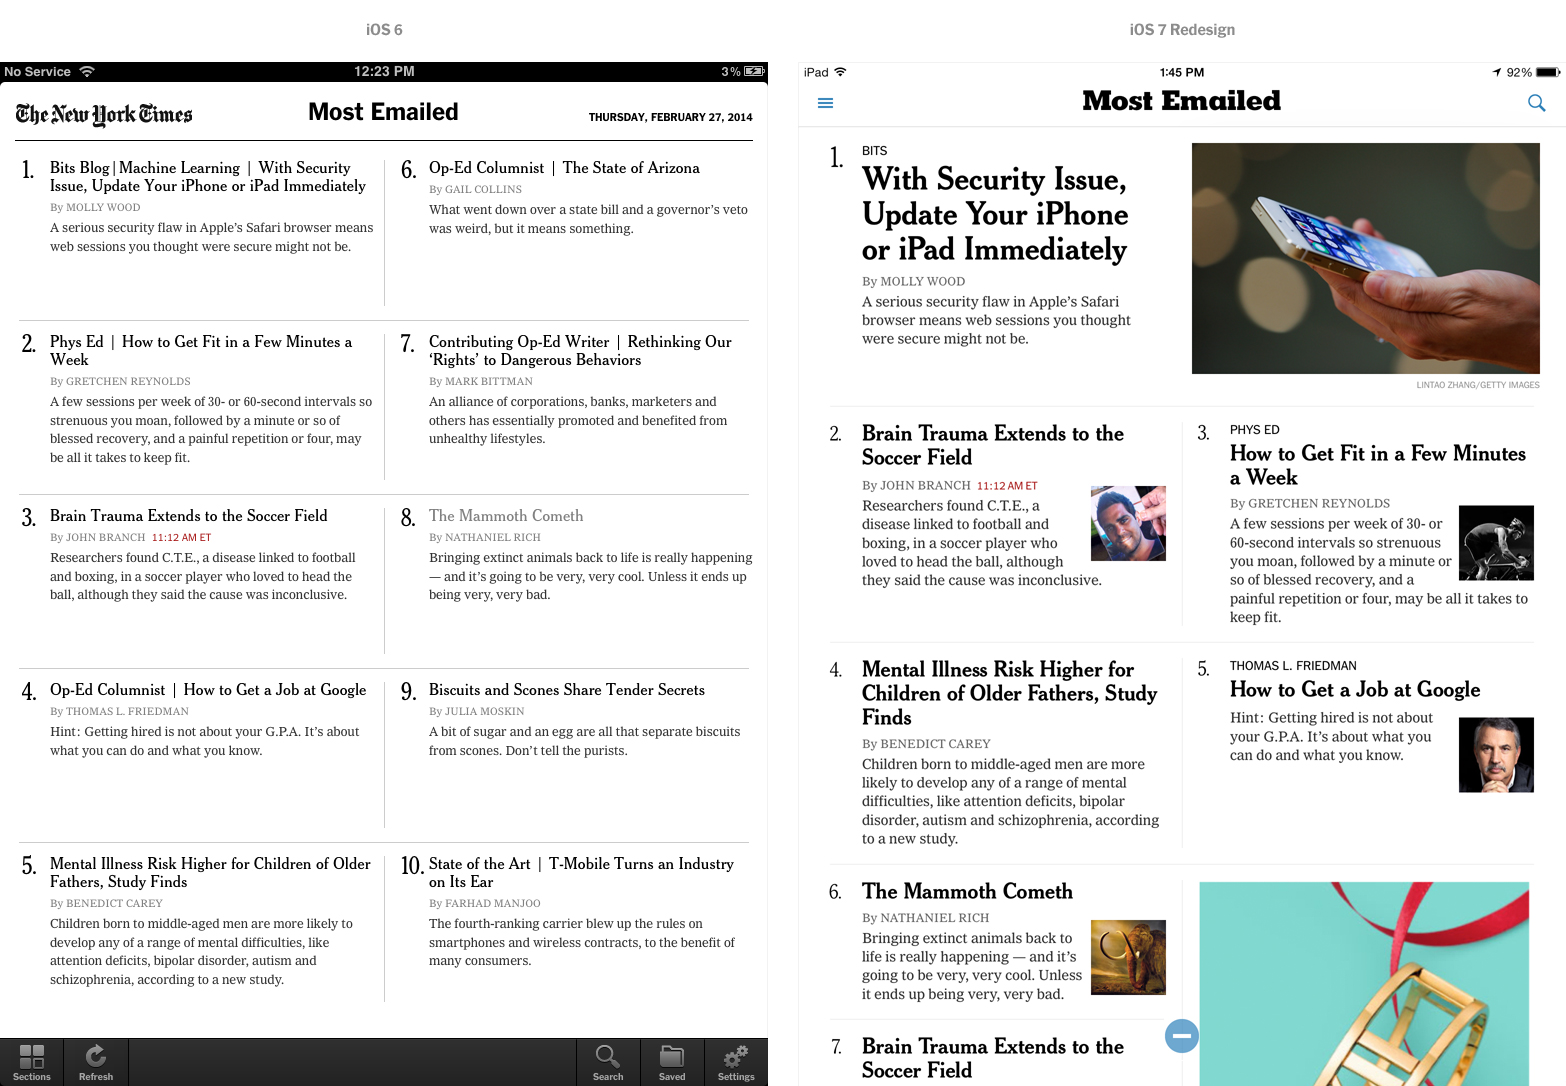 iOS 6
No Service
12:23 PM
3%
The New York Times
Most Emailed
THURSDAY, FEBRUARY 27, 2014
1.
Bits Blog|Machine Learning | With Security
Issue, Update Your iPhone or iPad Immediately
By MOLLY WOOD
A serious security flaw in Apple’s Safari browser means
web sessions you thought were secure might not be.
2.
Phys Ed | How to Get Fit in a Few Minutes a
Week
By GRETCHEN REYNOLDS
A few sessions per week of 30- or 60-second intervals so
strenuous you moan, followed by a minute or so of
blessed recovery, and a painful repetition or four, may
be all it takes to keep fit.
3.
Brain Trauma Extends to the Soccer Field
By JOHN BRANCH 11:12 AM ET
Researchers found C.T.E., a disease linked to football
and boxing, in a soccer player who loved to head the
ball, although they said the cause was inconclusive.
4.
Op-Ed Columnist | How to Get a Job at Google
By THOMAS L. FRIEDMAN
Hint: Getting hired is not about your G.P.A. It’s about
what you can do and what you know.
5.
Mental Illness Risk Higher for Children of Older
Fathers, Study Finds
By BENEDICT CAREY
Children born to middle-aged men are more likely to
develop any of a range of mental difficulties, like
attention deficits, bipolar disorder, autism and
schizophrenia, according to a new study.
6.
Op-Ed Columnist | The State of Arizona
By GAIL COLLINS
What went down over a state bill and a governor’s veto
was weird, but it means something.
7.
Contributing Op-Ed Writer | Rethinking Our
‘Rights’ to Dangerous Behaviors
By MARK BITTMAN
An alliance of corporations, banks, marketers and
others has essentially promoted and benefited from
unhealthy lifestyles.
8.
The Mammoth Cometh
By NATHANIEL RICH
Bringing extinct animals back to life is really happening
— and it’s going to be very, very cool. Unless it ends up
being very, very bad.
9.
Biscuits and Scones Share Tender Secrets
By JULIA MOSKIN
A bit of sugar and an egg are all that separate biscuits
from scones. Don’t tell the purists.
10.
State of the Art | T-Mobile Turns an Industry
on Its Ear
By FARHAD MANJOO
The fourth-ranking carrier blew up the rules on
smartphones and wireless contracts, to the benefit of
many consumers.
Sections
Refresh
Search
Saved
Settings
iOS 7 Redesign
iPad
1:45 PM
92%
Most Emailed
1.
BITS
With Security Issue,
Update Your iPhone
or iPad Immediately
By MOLLY WOOD
A serious security flaw in Apple’s Safari
browser means web sessions you thought
were secure might not be.
LINTAO ZHANG/GETTY IMAGES
2.
Brain Trauma Extends to the
Soccer Field
By JOHN BRANCH 11:12 AM ET
Researchers found C.T.E., a
disease linked to football and
boxing, in a soccer player who
loved to head the ball, although
they said the cause was inconclusive.
3.
PHYS ED
How to Get Fit in a Few Minutes
a Week
By GRETCHEN REYNOLDS
A few sessions per week of 30- or
60-second intervals so strenuous
you moan, followed by a minute or
so of blessed recovery, and a
painful repetition or four, may be all it takes to
keep fit.
4.
Mental Illness Risk Higher for
Children of Older Fathers, Study
Finds
By BENEDICT CAREY
Children born to middle-aged men are more
likely to develop any of a range of mental
difficulties, like attention deficits, bipolar
disorder, autism and schizophrenia, according
to a new study.
5.
THOMAS L. FRIEDMAN
How to Get a Job at Google
Hint: Getting hired is not about
your G.P.A. It’s about what you
can do and what you know.
6.
The Mammoth Cometh
By NATHANIEL RICH
Bringing extinct animals back to
life is really happening — and it’s
going to be very, very cool. Unless
it ends up being very, very bad.
7.
Brain Trauma Extends to the
Soccer Field